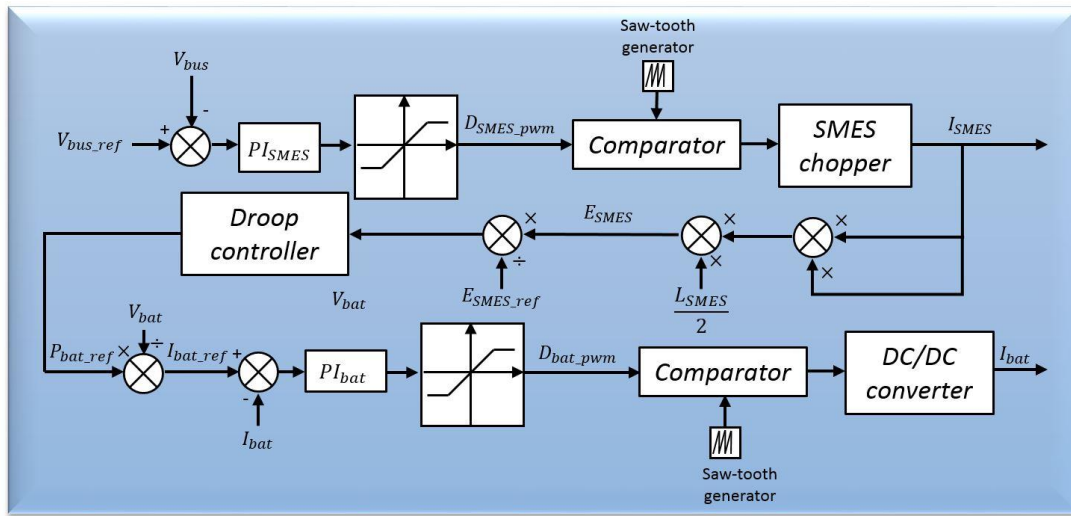 Saw-tooth
generator
V_bus
-
+
V_bus_ref
PI_SMES
D_SMES_pwm
Comparator
SMES
chopper
I_SMES
Droop
controller
×
E_SMES
×
×
÷
×
×
V_bat
E_SMES_ref
L_SMES
2
V_bat
P_bat_ref
×
÷
I_bat_ref
+
-
PI_bat
D_bat_pwm
Comparator
DC/DC
converter
I_bat
I_bat
Saw-tooth
generator